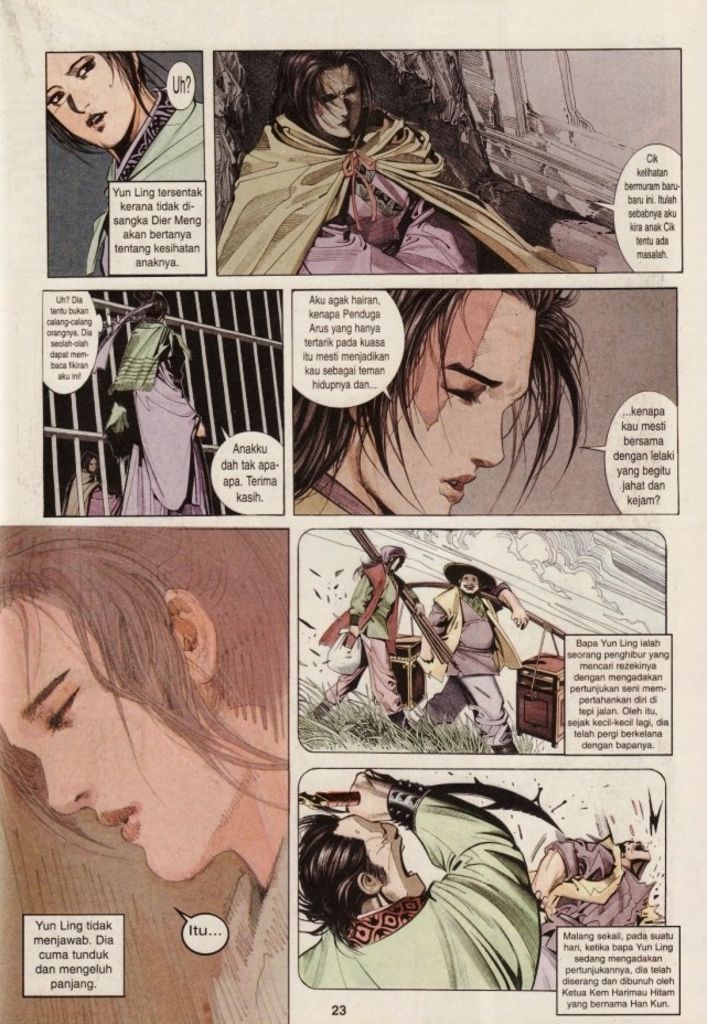 Uh?
Yun Ling tersentak
kerana tidak di-
sangka Dier Meng
akan bertanya
tentang kesihatan
anaknya.
Cik
kelihatan
bermuram baru-
baru ini. Itulah
sebabnya aku
kira anak Cik
tentu ada
masalah.
Uh? Dia
tentu bukan
calang-calang
orangnya. Dia
seolah-olah
dapat mem-
baca fikiran
aku ini!
Anakku
dah tak apa-
apa. Terima
kasih.
Aku agak hairan,
kenapa Penduga
Arus yang hanya
tertarik pada kuasa
itu mesti menjadikan
kau sebagai teman
hidupnya dan...
...kenapa
kau mesti
bersama
dengan lelaki
yang begitu
jahat dan
kejam?
Yun Ling tidak
menjawab. Dia
cuma tunduk
dan mengeluh
panjang.
Itu...
Bapa Yun Ling ialah
seorang penghibur yang
mencari rezekinya
dengan mengadakan
pertunjukan seni mem-
pertahankan diri di
tepi jalan. Oleh itu,
sejak kecil-kecil lagi, dia
telah pergi berkelana
dengan bapanya.
Malang sekali, pada suatu
hari, ketika bapa Yun Ling
sedang mengadakan
pertunjukannya, dia telah
diserang dan dibunuh oleh
Ketua Kem Harimau Hitam
yang bernama Han Kun.
23